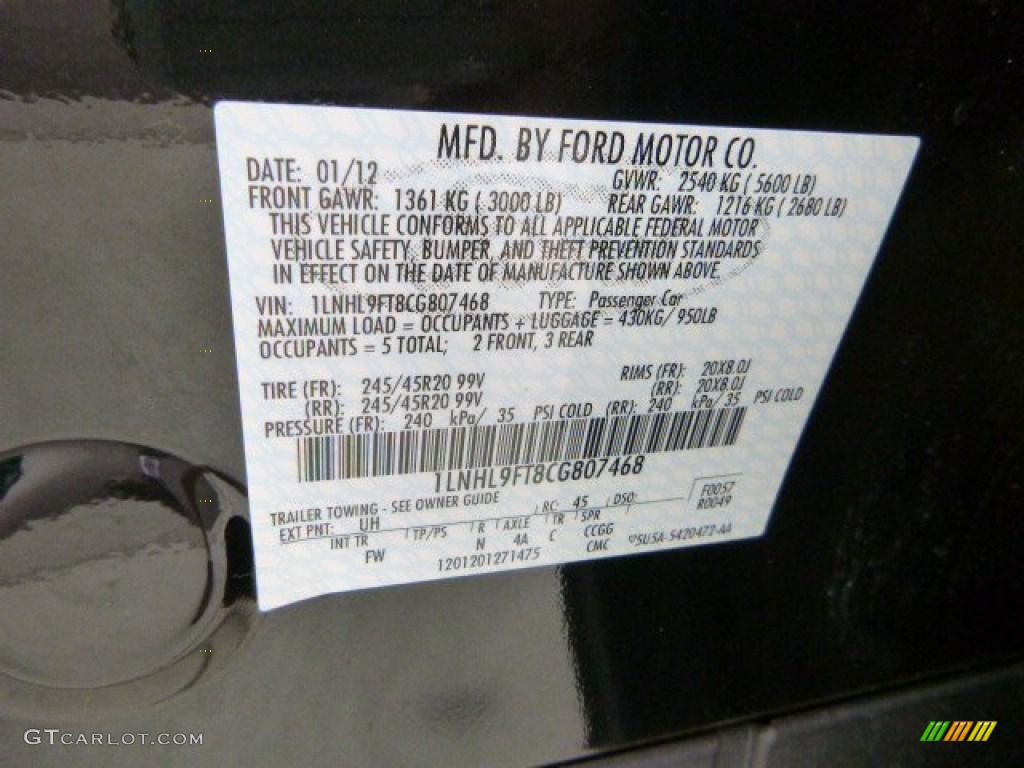 MFD. BY FORD MOTOR CO.
DATE: 01/12 GVWR: 2540 KG ( 5600 LB)
FRONT GAWR: 1361 KG ( 3000 LB) REAR GAWR: 1216 KG ( 2680 LB)
THIS VEHICLE CONFORMS TO ALL APPLICABLE FEDERAL MOTOR
VEHICLE SAFETY, BUMPER, AND THEFT PREVENTION STANDARDS
IN EFFECT ON THE DATE OF MANUFACTURE SHOWN ABOVE.
VIN: 1LNHL9FT8CG807468 TYPE: Passenger Car
MAXIMUM LOAD = OCCUPANTS + LUGGAGE = 430KG/ 950LB
OCCUPANTS = 5 TOTAL; 2 FRONT, 3 REAR
TIRE (FR): 245/45R20 99V RIMS (FR): 20X8.0J
(RR): 245/45R20 99V (RR): 20X8.0J
PRESSURE (FR): 240 kPa/ 35 PSI COLD (RR): 240 kPa/ 35 PSI COLD
1LNHL9FT8CG807468
TRAILER TOWING - SEE OWNER GUIDE
EXT PNT: UH RC: 45 DSO: F0057
R0049
INT TR TP/PS R AXLE TR SPR
FW N 4A C CCGG
CMC 5U5A-5420472-AA
1201201271475
GTCARLOT.COM